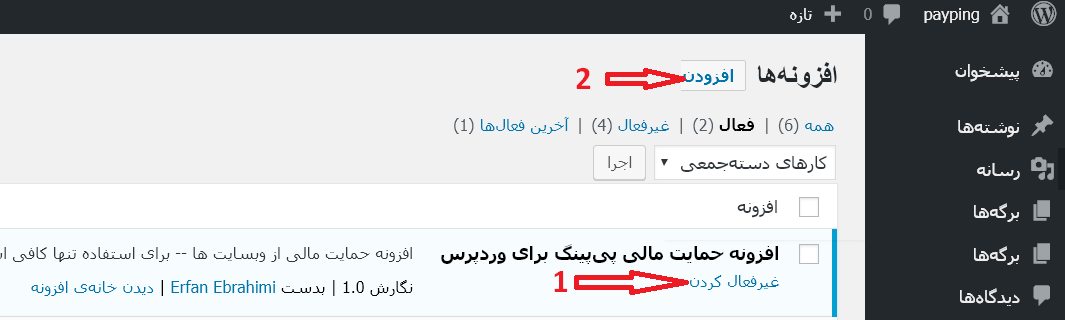 payping 0 تازه
پیشخوان
نوشته‌ها
رسانه
برگه‌ها
برگه‌ها
دیدگاه‌ها
افزونه‌ها افزودن 2
همه (6) | فعال (2) | غیرفعال (4) | آخرین فعال‌ها (1)
کارهای دسته‌جمعی اجرا
افزونه
افزونه حمایت مالی پی‌پینگ برای وردپرس
غیرفعال کردن 1
افزونه حمایت مالی از وبسایت ها -- برای استفاده تنها کافی
نگارش 1.0 | بدست Erfan Ebrahimi | دیدن خانه‌ی افزونه